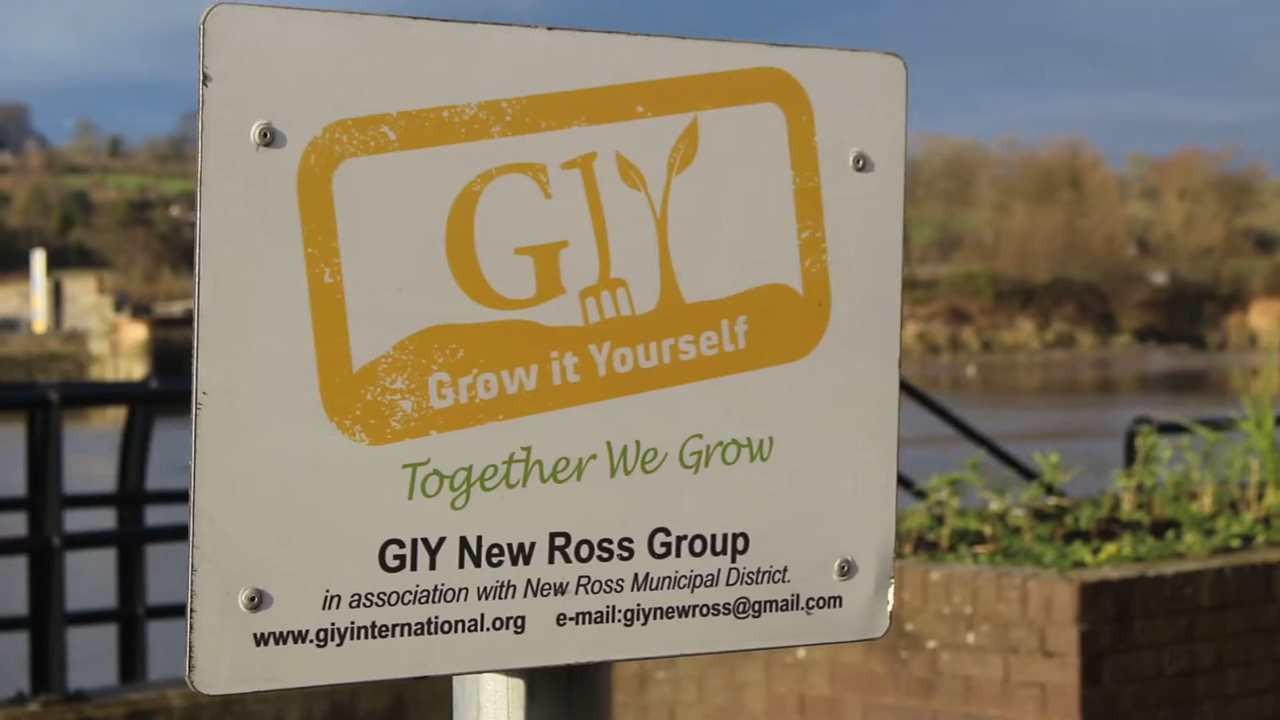 GIY
Grow it Yourself
Together We Grow
GIY New Ross Group
in association with New Ross Municipal District.
www.giyinternational.org e-mail:giynewross@gmail.com